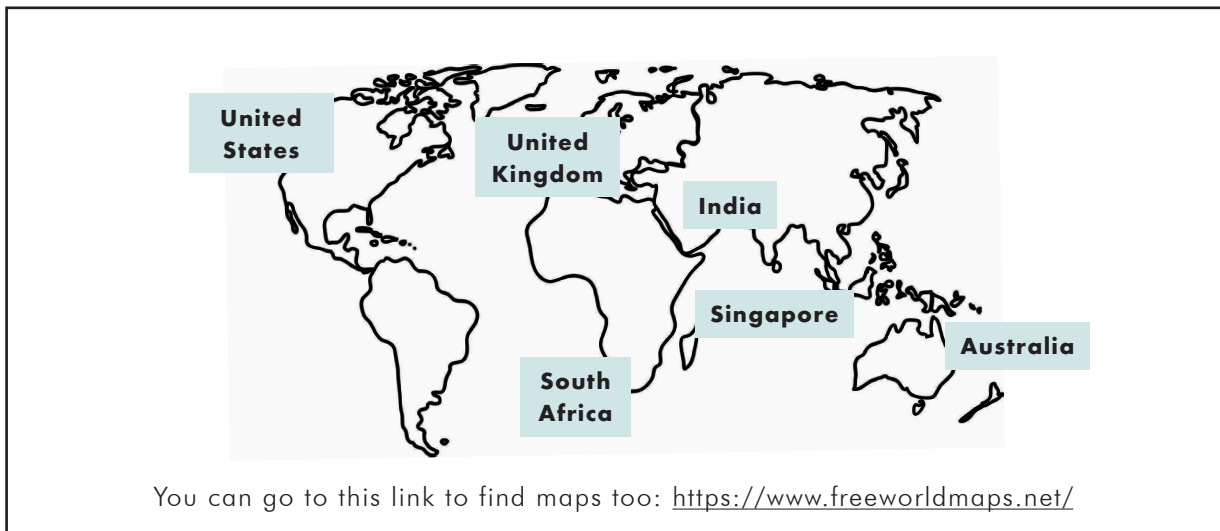 United
States
United
Kingdom
India
Singapore
Australia
South
Africa
You can go to this link to find maps too: https://www.freeworldmaps.net/